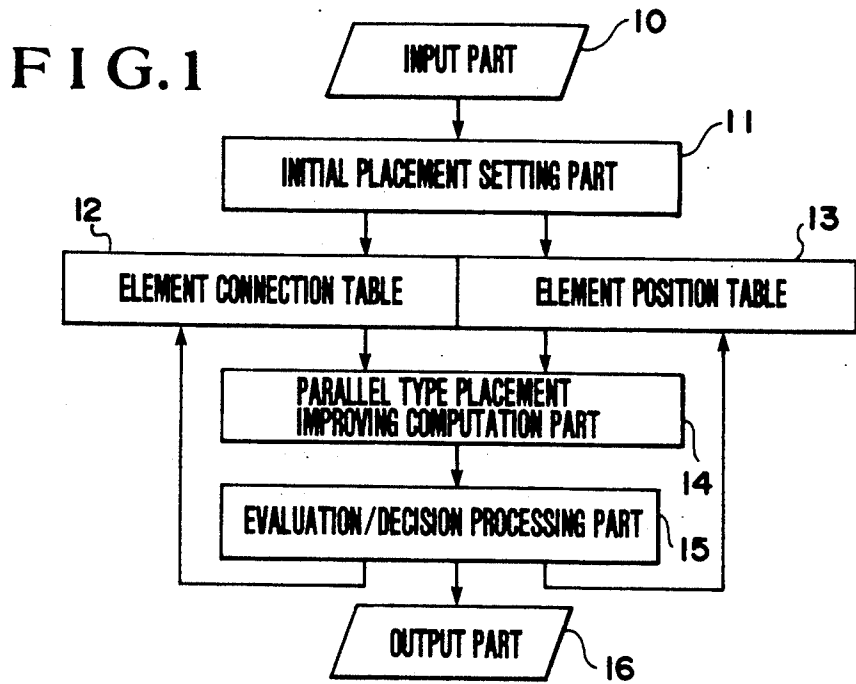 FIG.1
10
INPUT PART
11
INITIAL PLACEMENT SETTING PART
12
13
ELEMENT CONNECTION TABLE
ELEMENT POSITION TABLE
PARALLEL TYPE PLACEMENT
IMPROVING COMPUTATION PART
14
EVALUATION/DECISION PROCESSING PART
15
OUTPUT PART
16